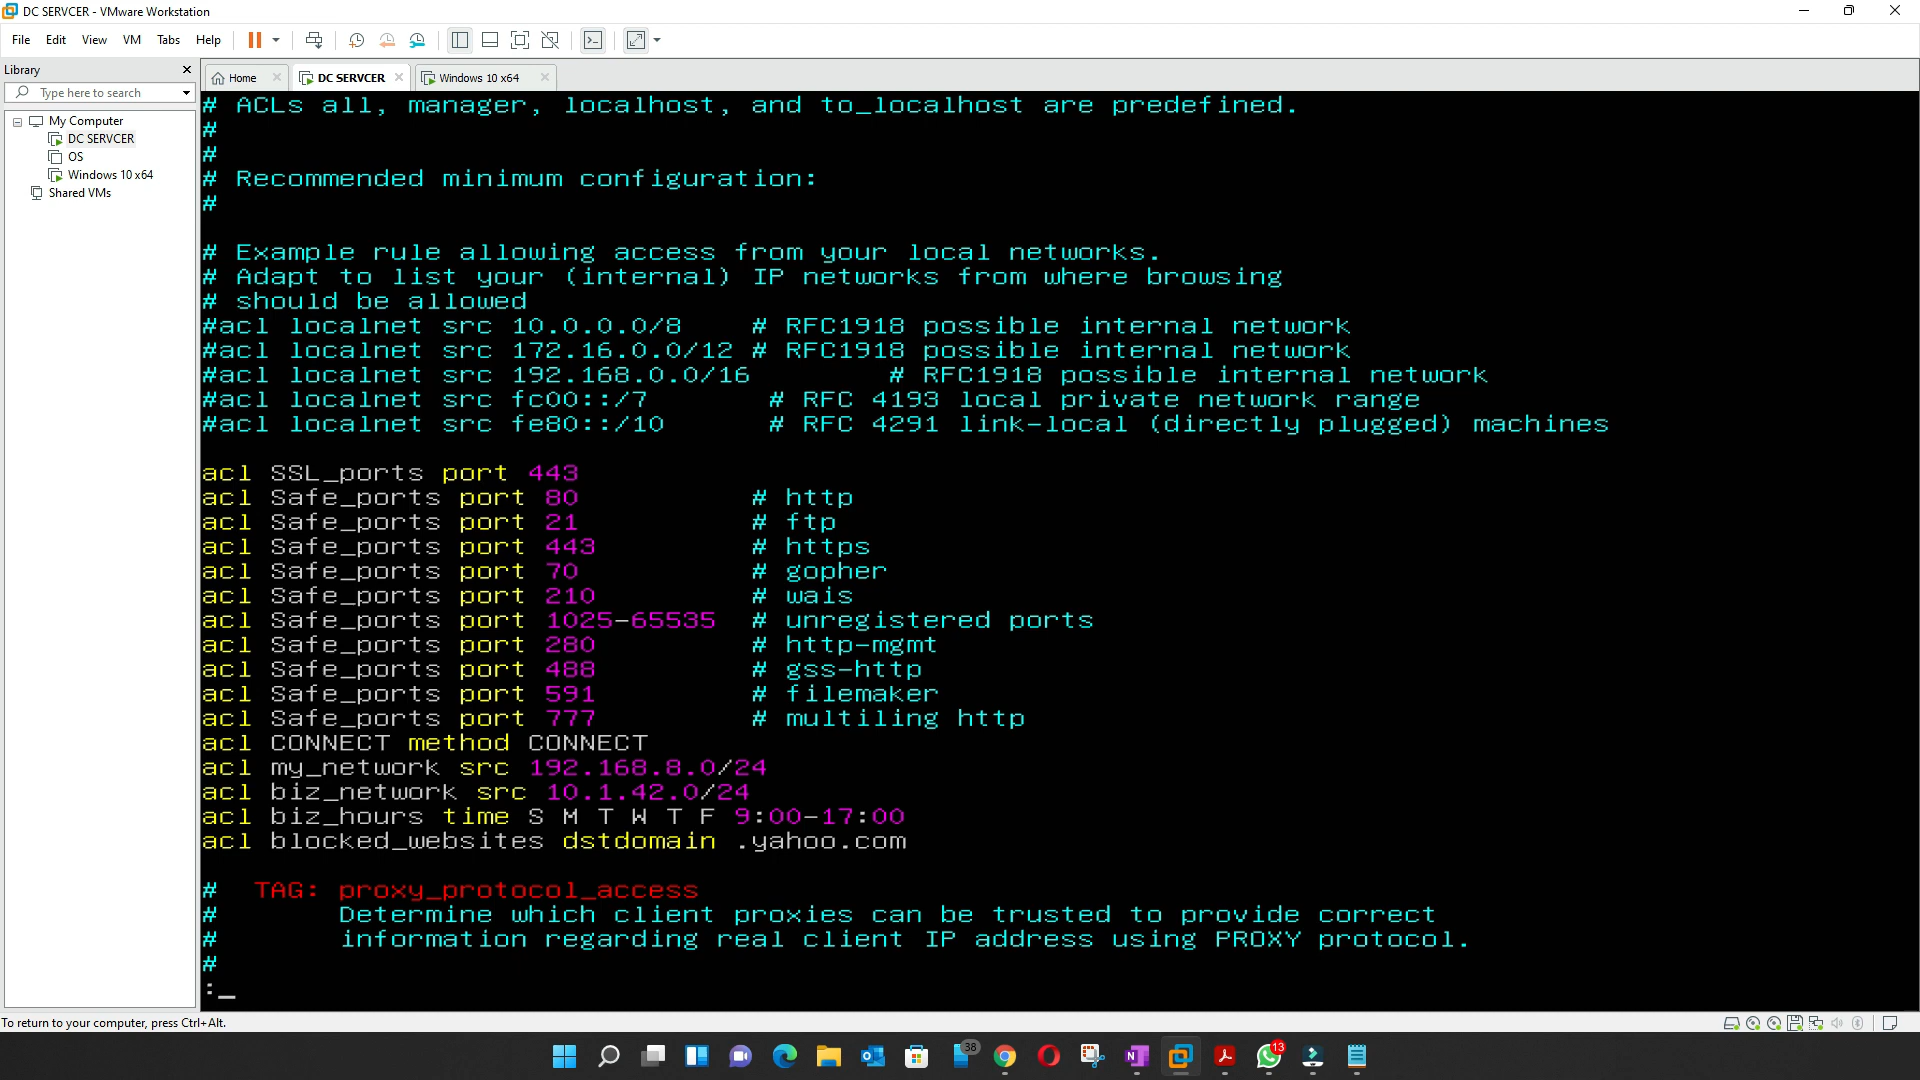 DC SERVCER - VMware Workstation
File Edit View VM Tabs Help
Library
Home
DC SERVCER
Windows 10 x64
Type here to search
My Computer
DC SERVCER
OS
Windows 10 x64
Shared VMs
# ACLs all, manager, localhost, and to_localhost are predefined.
#
#
# Recommended minimum configuration:
#
# Example rule allowing access from your local networks.
# Adapt to list your (internal) IP networks from where browsing
# should be allowed
#acl localnet src 10.0.0.0/8 # RFC1918 possible internal network
#acl localnet src 172.16.0.0/12 # RFC1918 possible internal network
#acl localnet src 192.168.0.0/16 # RFC1918 possible internal network
#acl localnet src fc00::/7 # RFC 4193 local private network range
#acl localnet src fe80::/10 # RFC 4291 link-local (directly plugged) machines
acl SSL_ports port 443
acl Safe_ports port 80 # http
acl Safe_ports port 21 # ftp
acl Safe_ports port 443 # https
acl Safe_ports port 70 # gopher
acl Safe_ports port 210 # wais
acl Safe_ports port 1025-65535 # unregistered ports
acl Safe_ports port 280 # http-mgmt
acl Safe_ports port 488 # gss-http
acl Safe_ports port 591 # filemaker
acl Safe_ports port 777 # multiling http
acl CONNECT method CONNECT
acl my_network src 192.168.8.0/24
acl biz_network src 10.1.42.0/24
acl biz_hours time S M T W T F 9:00-17:00
acl blocked_websites dstdomain .yahoo.com
# TAG: proxy_protocol_access
# Determine which client proxies can be trusted to provide correct
# information regarding real client IP address using PROXY protocol.
#
:_
To return to your computer, press Ctrl+Alt.
38
13